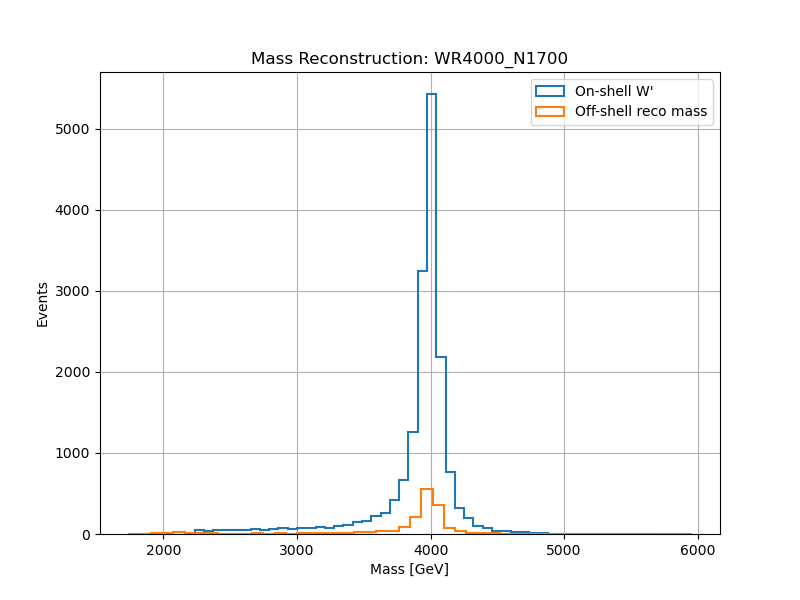 Mass Reconstruction: WR4000_N1700
On-shell W'
Off-shell reco mass
Events
5000
4000
3000
2000
1000
0
2000 3000 4000 5000 6000
Mass [GeV]